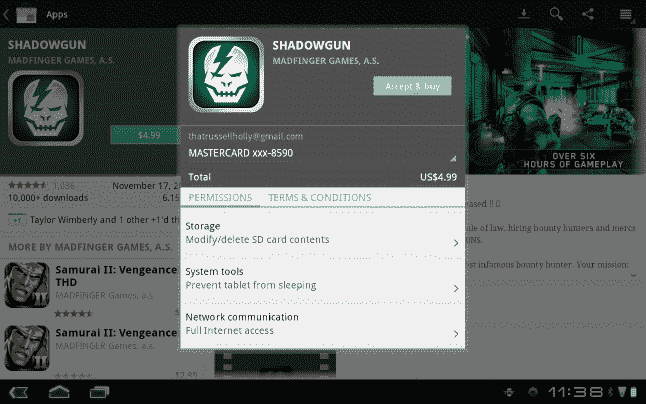 Apps
SHADOWGUN
MADFINGER GAMES, A.S.
$4.99
1,036
November 17, 2
10,000+ downloads
6.15
+1
Taylor Wimberly and 1 other +1'd th
MORE BY MADFINGER GAMES, A.S.
Samurai II: Vengeance
THD
MADFINGER Games, a.s.
Samurai II: Vengeance
MADFINGER Games, a.s.
SHADOWGUN
MADFINGER GAMES, A.S.
Accept & buy
thatrussellholly@gmail.com
MASTERCARD xxx-8590
Total
US$4.99
PERMISSIONS
TERMS & CONDITIONS
Storage
Modify/delete SD card contents
System tools
Prevent tablet from sleeping
Network communication
Full Internet access
OVER SIX
HOURS OF GAMEPLAY
eased !! 0
of law. Hiring bounty hunters and mercs
UNS.
ost infamous bounty hunter. Your mission:
11:38